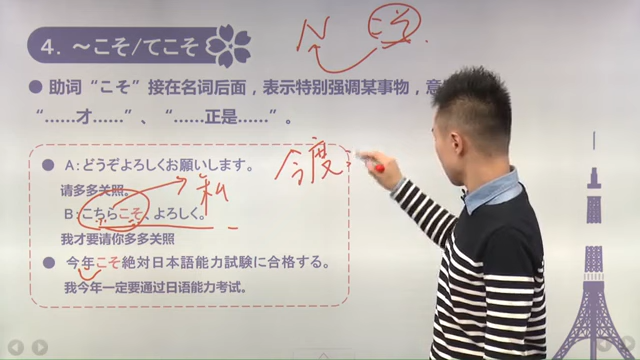 4. ～こそ/てこそ
N こそ.
● 助词“こそ”接在名词后面，表示特别强调某事物，意
“……才……”、“……正是……”。
● A：どうぞよろしくお願いします。
请多多关照。
B：こちらこそ、よろしく。
我才要请你多多关照
● 今年こそ絶対日本語能力試験に合格する。
我今年一定要通过日语能力考试。
私
今度